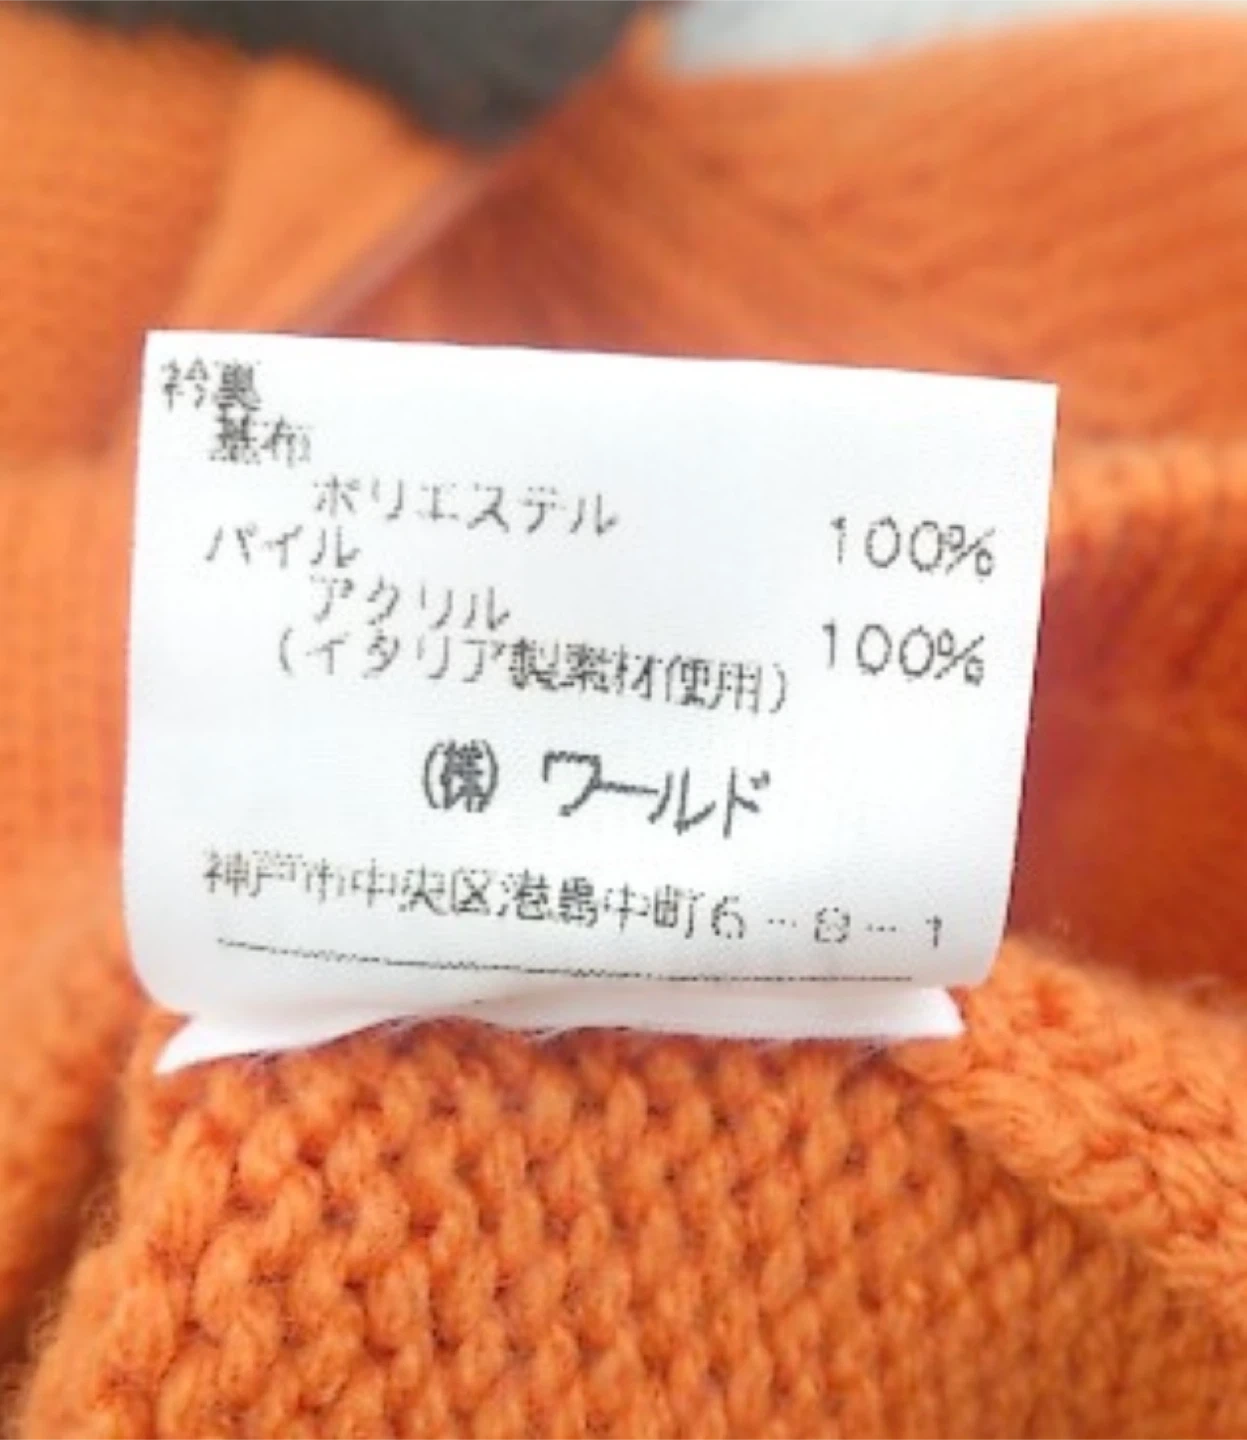 衿裏
基布
ポリエステル 100%
パイル
アクリル 100%
(イタリア製素材使用)
㈱ ワールド
神戸市中央区港島中町6-8-1